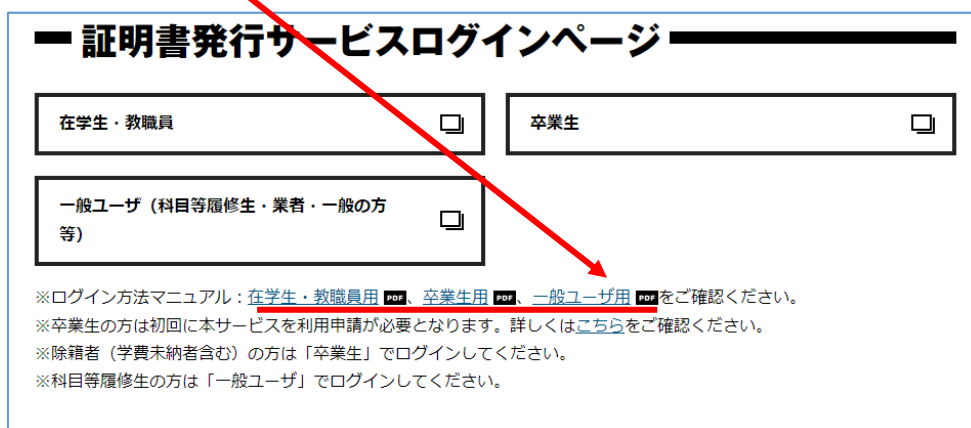 証明書発行サービスログインページ
在学生・教職員
卒業生
一般ユーザ（科目等履修生・業者・一般の方
等）
※ログイン方法マニュアル：在学生・教職員用 PDF、卒業生用 PDF、一般ユーザ用 PDFをご確認ください。
※卒業生の方は初回に本サービスを利用申請が必要となります。詳しくはこちらをご確認ください。
※除籍者（学費未納者含む）の方は「卒業生」でログインしてください。
※科目等履修生の方は「一般ユーザ」でログインしてください。